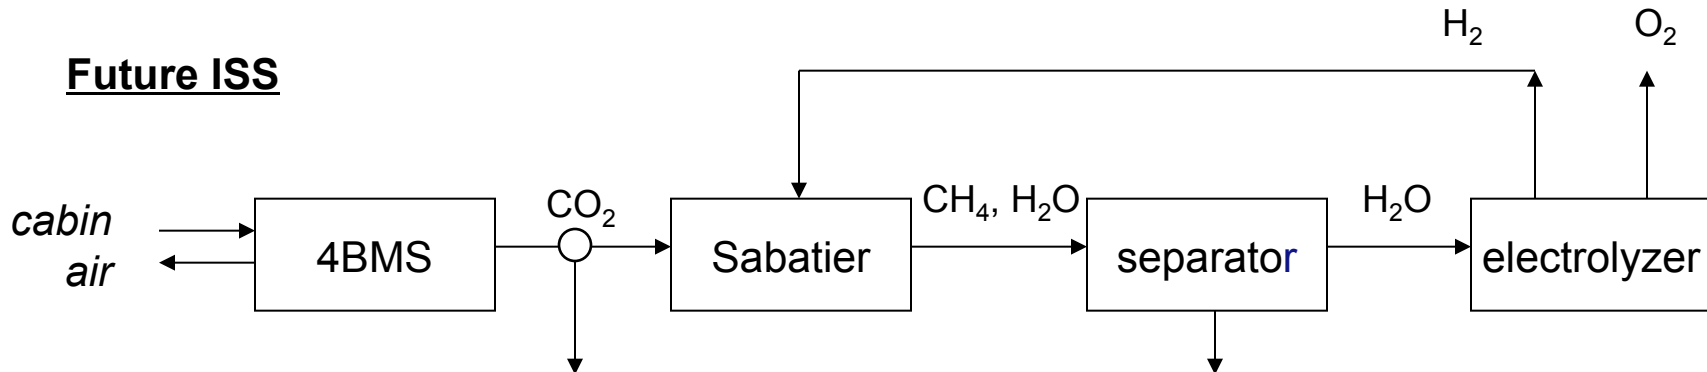 H₂
O₂
Future ISS
cabin
air
4BMS
CO₂
Sabatier
CH₄, H₂O
separator
H₂O
electrolyzer